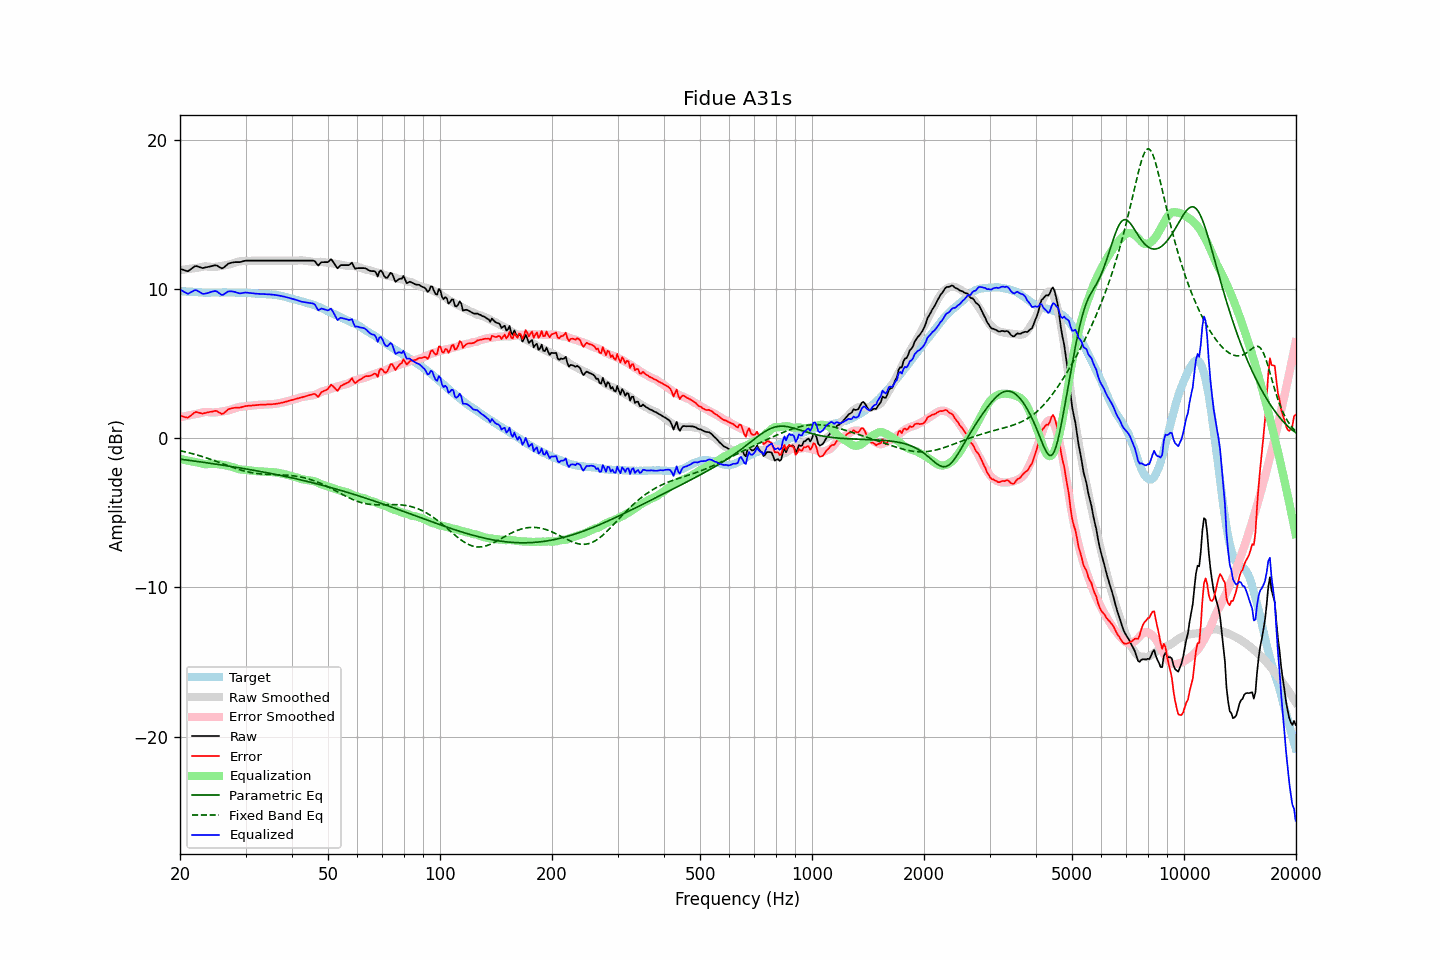 Fidue A31s
Amplitude (dBr)
20
10
0
−10
−20
Target
Raw Smoothed
Error Smoothed
Raw
Error
Equalization
Parametric Eq
Fixed Band Eq
Equalized
20 50 100 200 500 1000 2000 5000 10000 20000
Frequency (Hz)